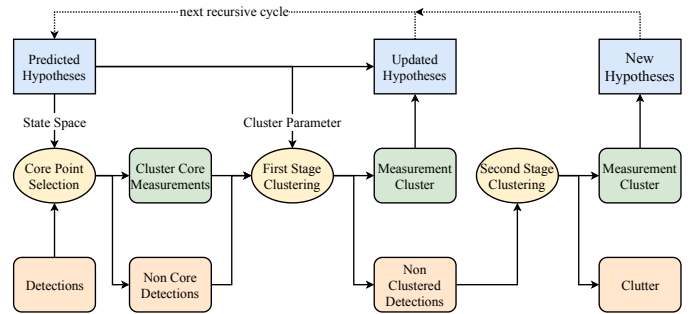 next recursive cycle
Predicted
Hypotheses
Updated
Hypotheses
New
Hypotheses
State Space
Cluster Parameter
Core Point
Selection
Cluster Core
Measurements
First Stage
Clustering
Measurement
Cluster
Second Stage
Clustering
Measurement
Cluster
Detections
Non Core
Detections
Non
Clustered
Detections
Clutter